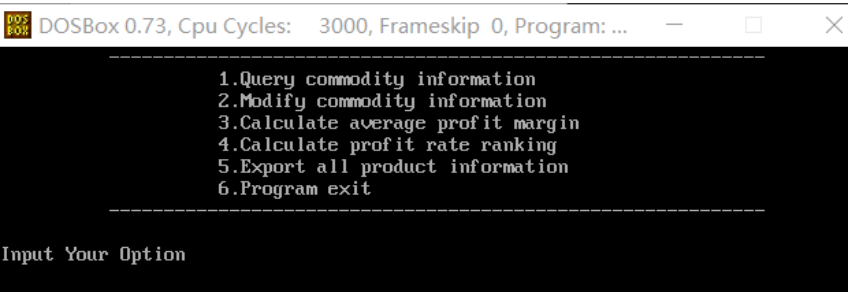 DOSBox 0.73, Cpu Cycles: 3000, Frameskip 0, Program: ...
1.Query commodity information
2.Modify commodity information
3.Calculate average profit margin
4.Calculate profit rate ranking
5.Export all product information
6.Program exit
Input Your Option